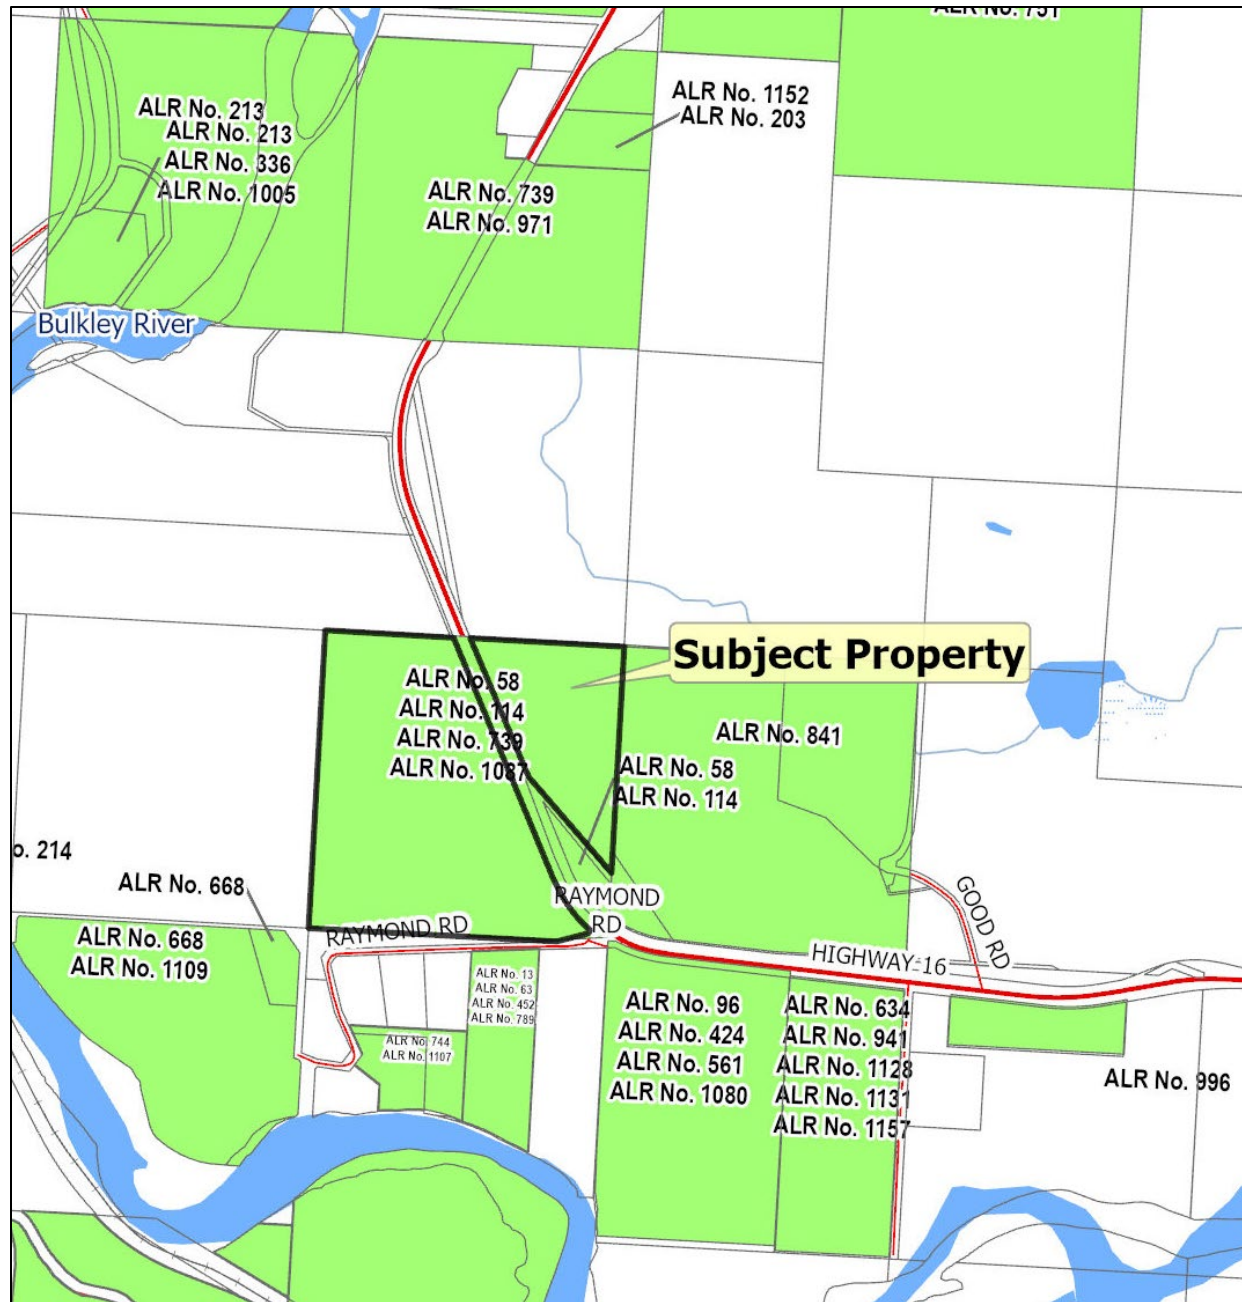 ALR No. 751
ALR No. 213
ALR No. 213
ALR No. 336
ALR No. 1005
ALR No. 1152
ALR No. 203
ALR No. 739
ALR No. 971
Bulkley River
Subject Property
ALR No. 58
ALR No. 114
ALR No. 739
ALR No. 1087
ALR No. 841
ALR No. 58
ALR No. 114
o. 214
ALR No. 668
RAYMOND
RD
GOOD RD
RAYMOND RD
ALR No. 668
ALR No. 1109
HIGHWAY 16
ALR No. 13
ALR No. 63
ALR No. 452
ALR No. 789
ALR No. 744
ALR No. 1107
ALR No. 96
ALR No. 424
ALR No. 561
ALR No. 1080
ALR No. 634
ALR No. 941
ALR No. 1128
ALR No. 1131
ALR No. 1157
ALR No. 996